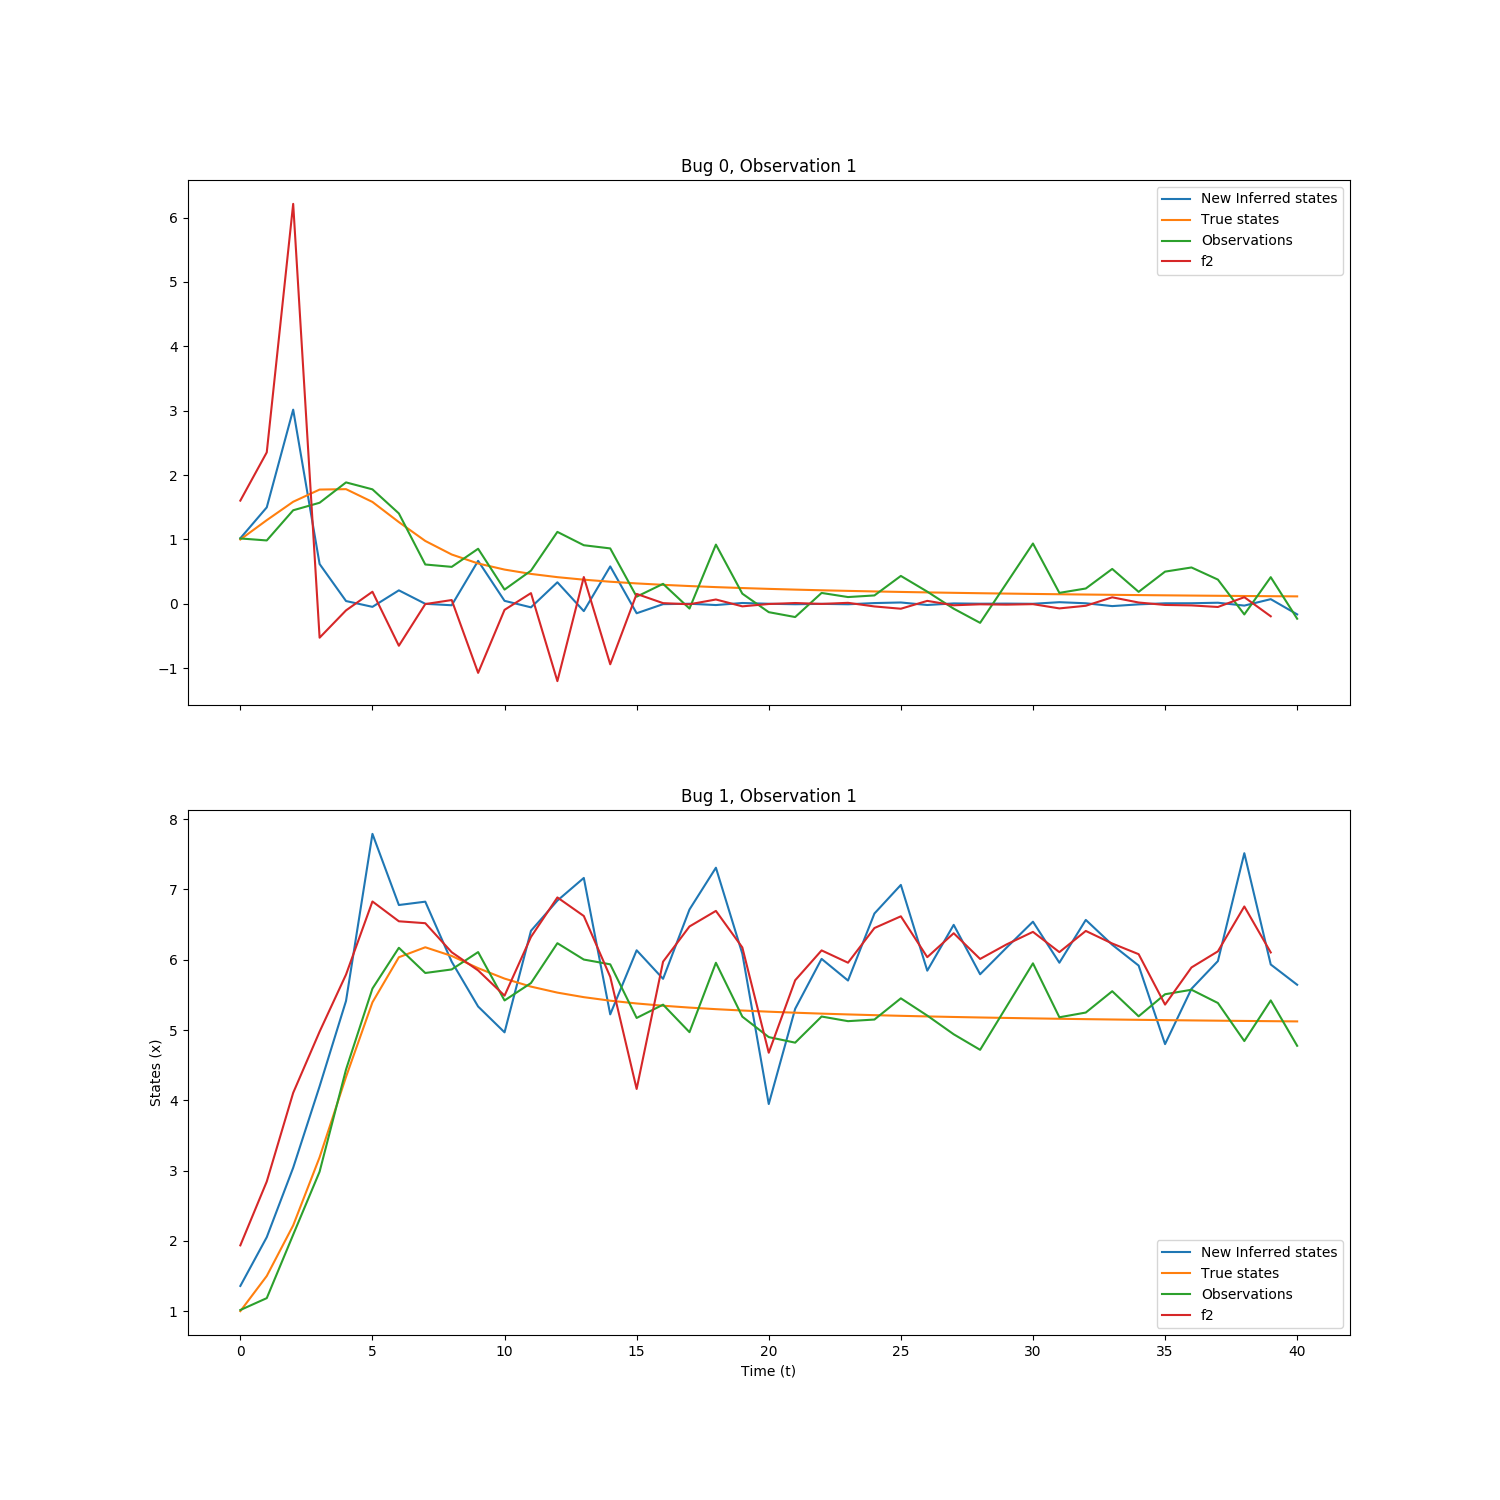 Bug 0, Observation 1
New Inferred states
True states
Observations
f2
6
5
4
3
2
1
0
−1
Bug 1, Observation 1
8
7
6
5
4
3
2
1
States (x)
New Inferred states
True states
Observations
f2
0 5 10 15 20 25 30 35 40
Time (t)